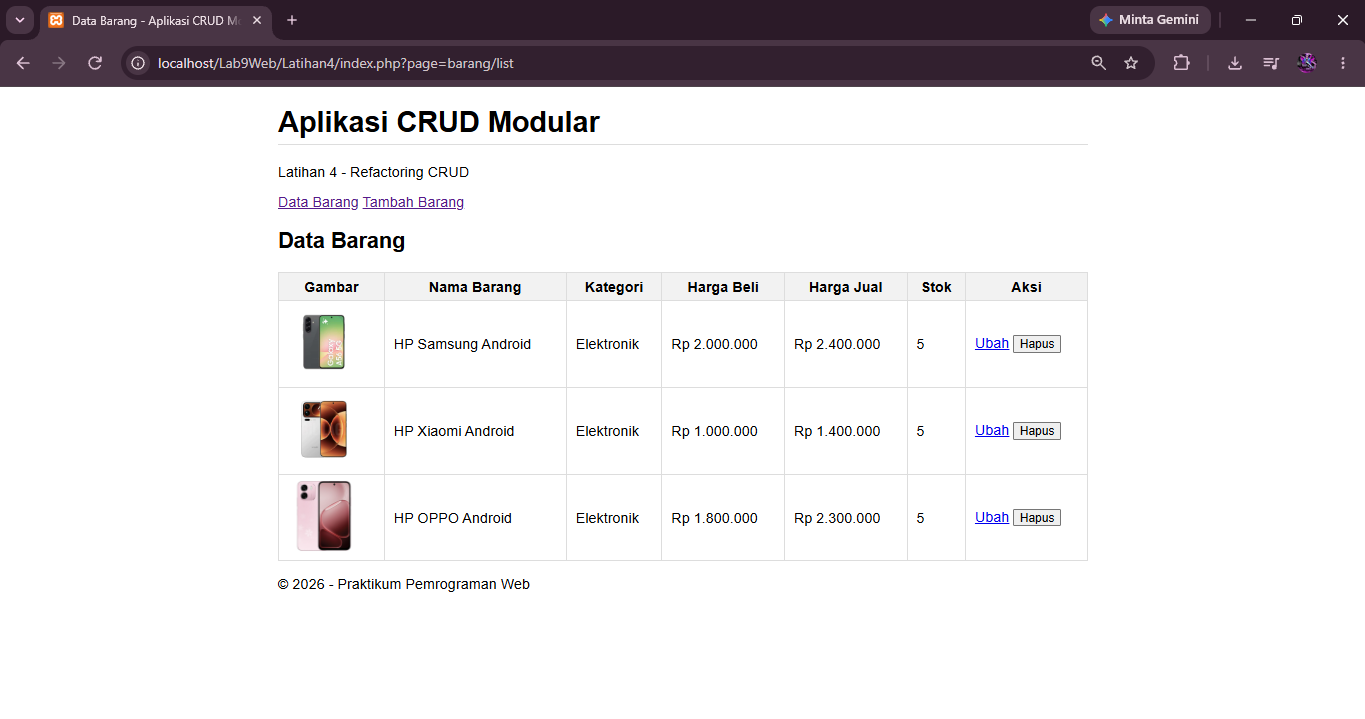 Data Barang - Aplikasi CRUD Mo
Minta Gemini
localhost/Lab9Web/Latihan4/index.php?page=barang/list
Aplikasi CRUD Modular
Latihan 4 - Refactoring CRUD
Data Barang Tambah Barang
Data Barang
Gambar Nama Barang Kategori Harga Beli Harga Jual Stok Aksi
Galaxy A56 5G
HP Samsung Android Elektronik Rp 2.000.000 Rp 2.400.000 5 Ubah Hapus
HP Xiaomi Android Elektronik Rp 1.000.000 Rp 1.400.000 5 Ubah Hapus
HP OPPO Android Elektronik Rp 1.800.000 Rp 2.300.000 5 Ubah Hapus
© 2026 - Praktikum Pemrograman Web